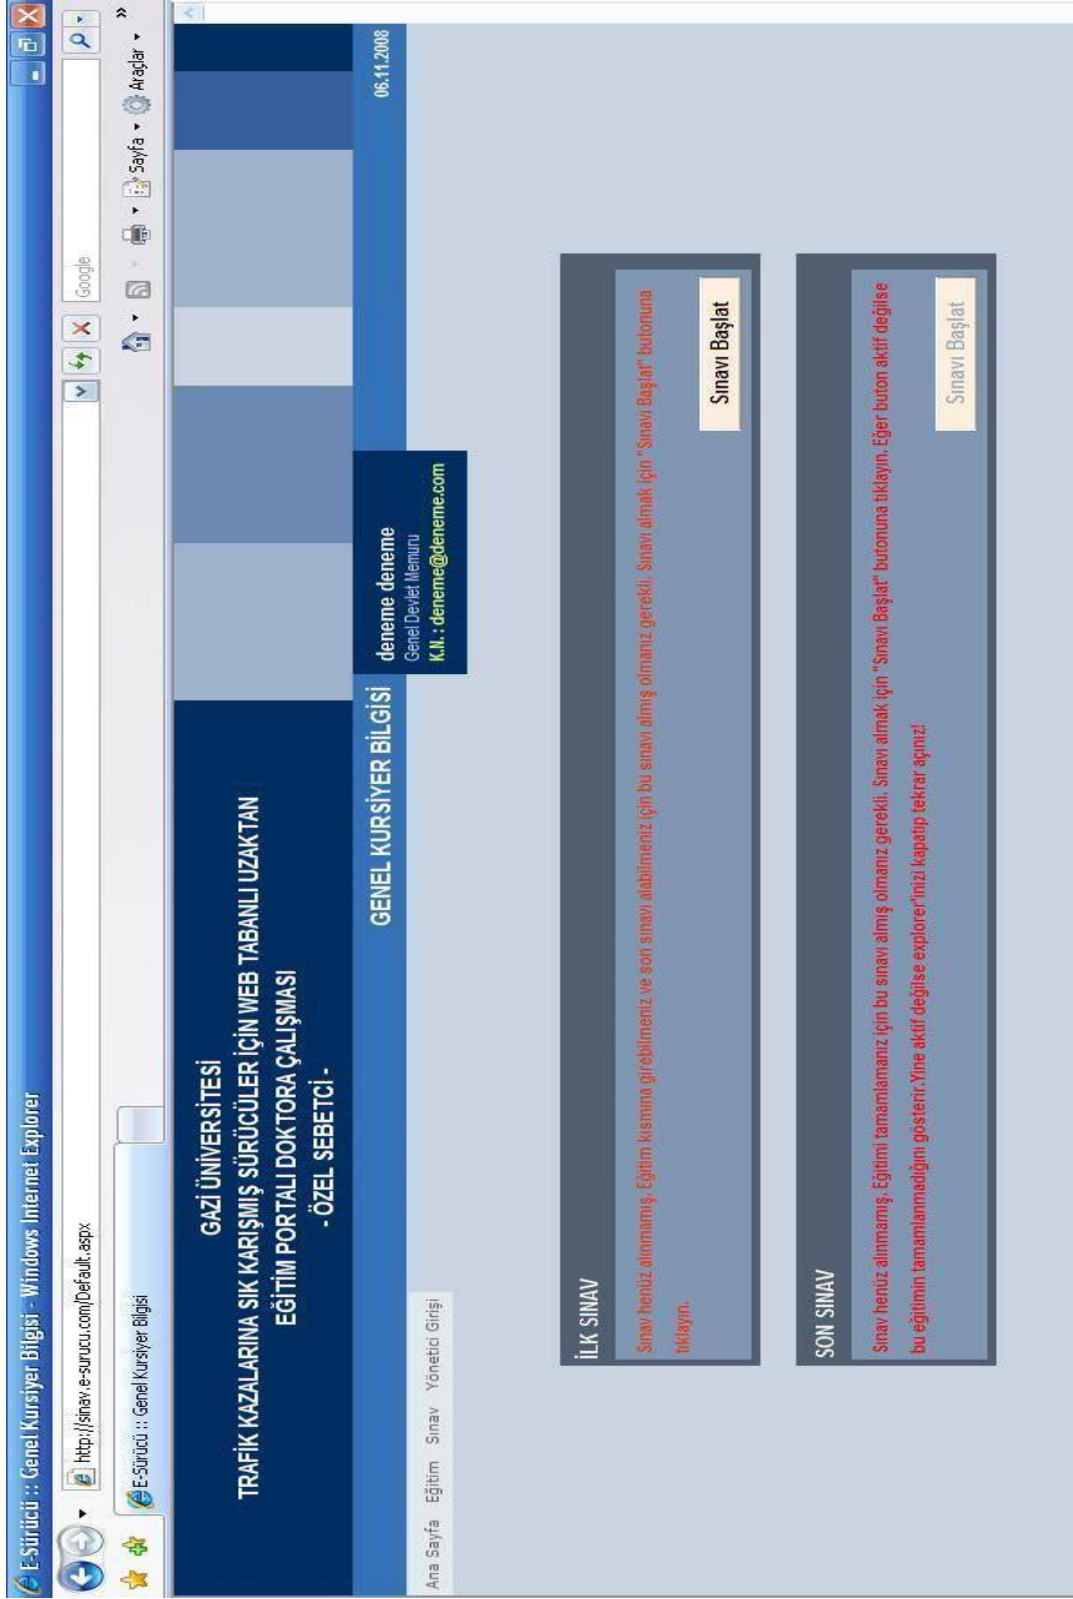 E-Sürücü :: Genel Kursiyer Bilgisi - Windows Internet Explorer
http://sinav.e-surucu.com/Default.aspx
Google
E-Sürücü :: Genel Kursiyer Bilgisi
Sayfa
Araçlar
»
GAZİ ÜNİVERSİTESİ
TRAFİK KAZALARINA SIK KARIŞMIŞ SÜRÜCÜLER İÇİN WEB TABANLI UZAKTAN
EĞİTİM PORTALI DOKTORA ÇALIŞMASI
- ÖZEL SEBETCİ -
GENEL KURSİYER BİLGİSİ
06.11.2008
deneme deneme
Genel Devlet Memuru
K.N. : deneme@deneme.com
Ana Sayfa Eğitim Sınav Yönetici Girişi
İLK SINAV
Sınav henüz alınmamış. Eğitim kısmına girebilmeniz ve son sınavı alabilmeniz için bu sınavı almış olmanız gerekli. Sınavı almak için "Sınavı Başlat" butonuna
tıklayın.
Sınavı Başlat
SON SINAV
Sınav henüz alınmamış. Eğitimi tamamlamanız için bu sınavı almış olmanız gerekli. Sınavı almak için "Sınavı Başlat" butonuna tıklayın. Eğer buton aktif değilse
bu eğitimin tamamlanmadığını gösterir.Yine aktif değilse explorer'inizi kapatıp tekrar açınız!
Sınavı Başlat